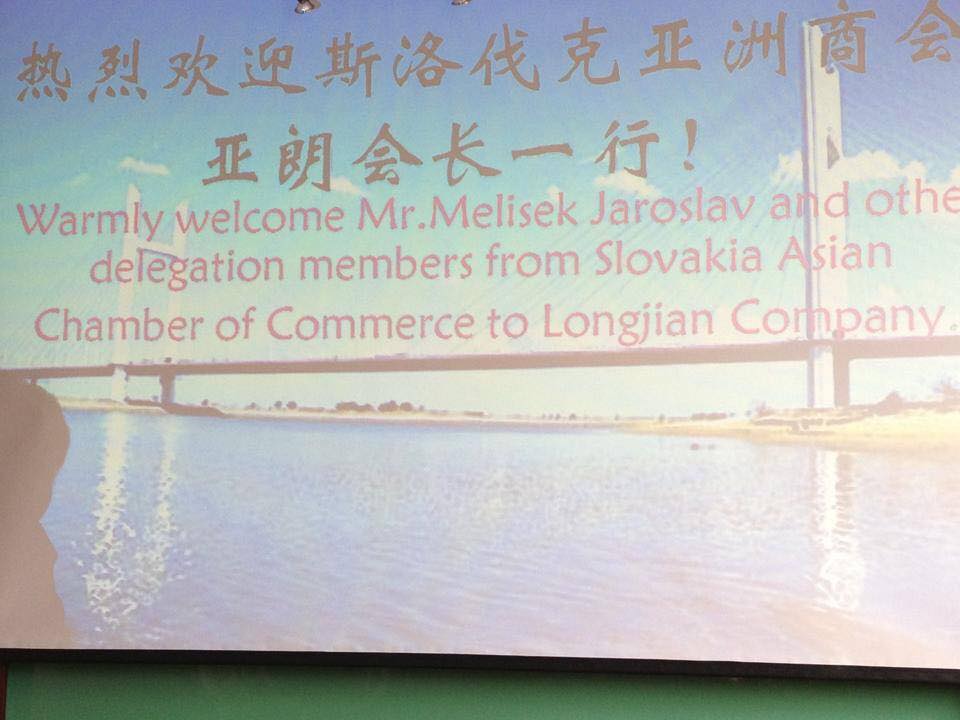 热烈欢迎斯洛伐克亚洲商会
亚朗会长一行!
Warmly welcome Mr.Melisek Jaroslav and othe
delegation members from Slovakia Asian
Chamber of Commerce to Longjian Company.